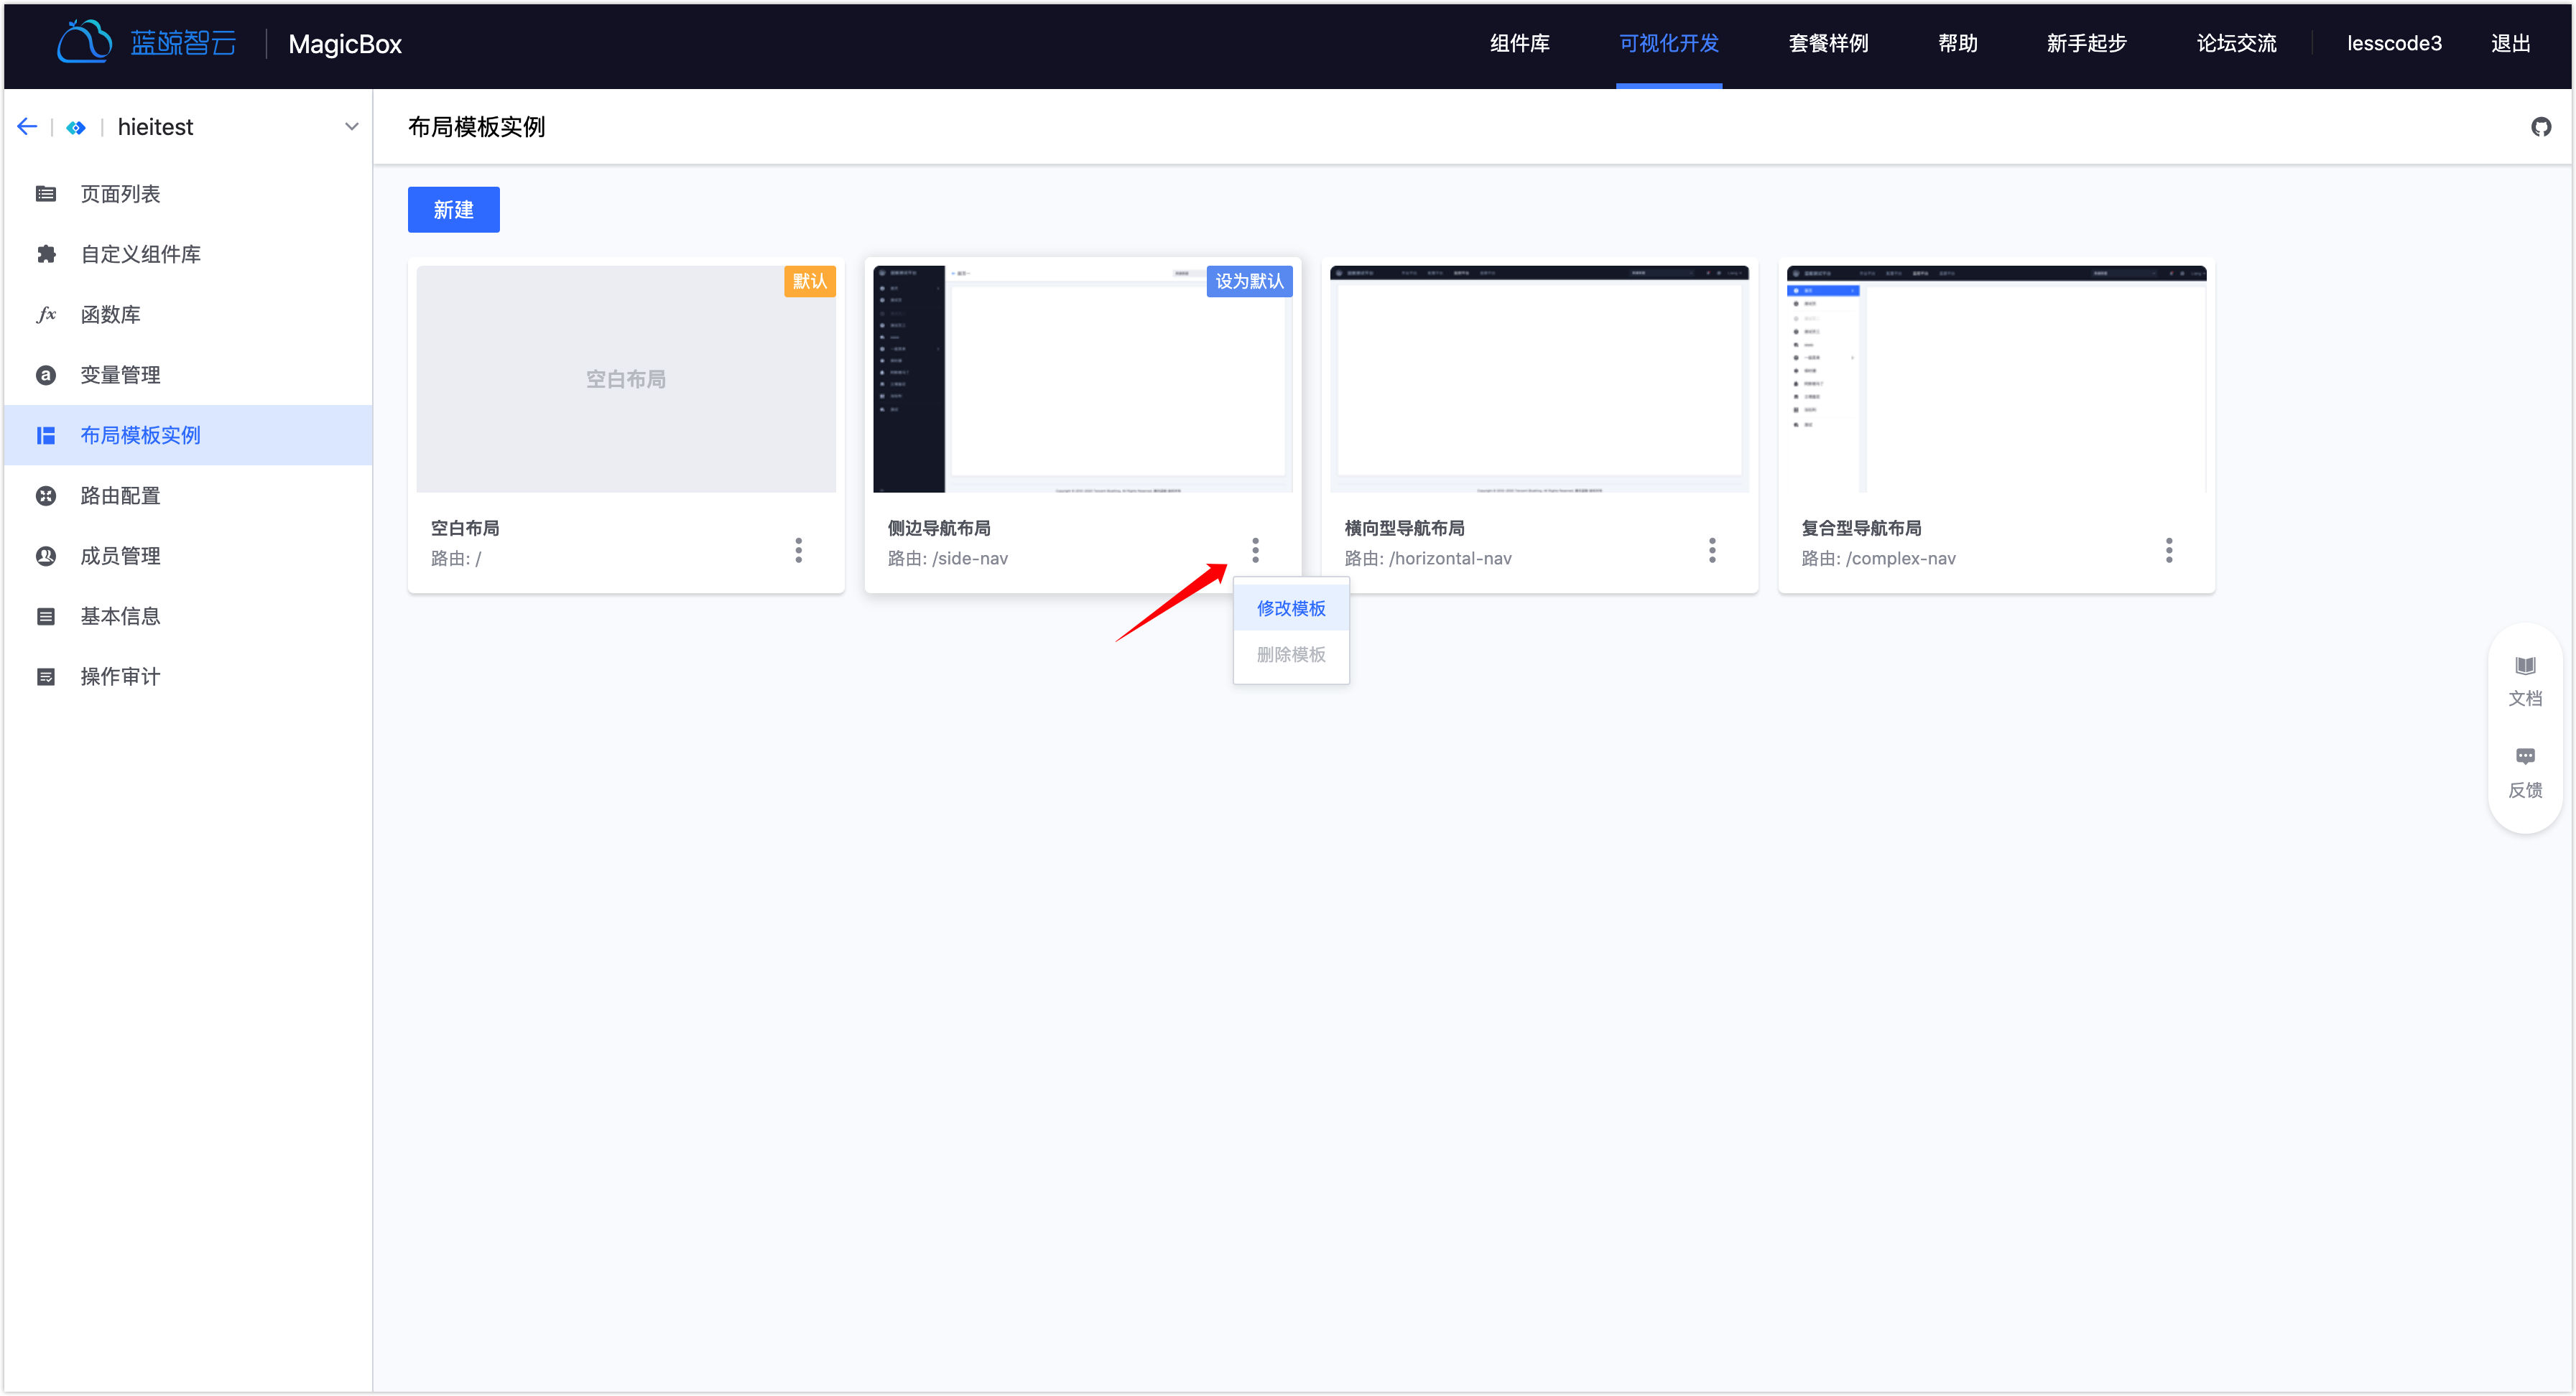 蓝鲸智云
MagicBox
组件库
可视化开发
套餐样例
帮助
新手起步
论坛交流
lesscode3
退出
hieitest
布局模板实例
页面列表
自定义组件库
函数库
变量管理
布局模板实例
路由配置
成员管理
基本信息
操作审计
新建
默认
空白布局
空白布局
路由: /
设为默认
侧边导航布局
路由: /side-nav
修改模板
删除模板
横向型导航布局
路由: /horizontal-nav
复合型导航布局
路由: /complex-nav
文档
反馈